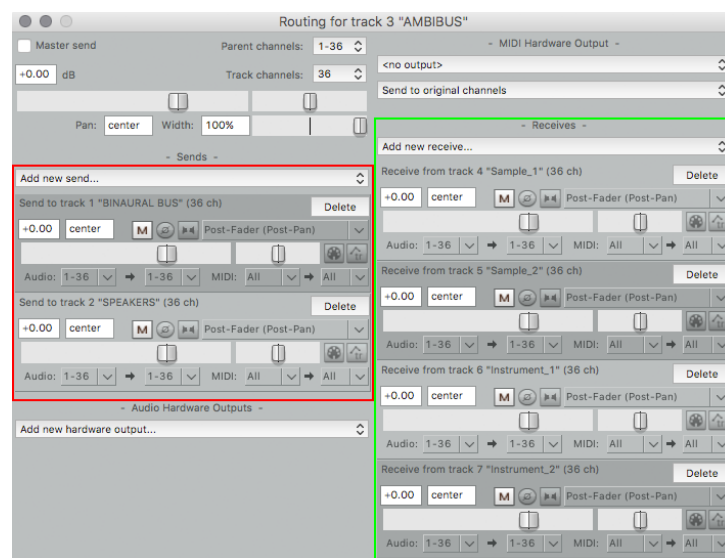 Routing for track 3 "AMBIBUS"
Master send
Parent channels: 1-36
+0.00 dB
Track channels: 36
Pan: center Width: 100%
- Sends -
Add new send...
Send to track 1 "BINAURAL BUS" (36 ch)
Delete
+0.00 center M Post-Fader (Post-Pan)
Audio: 1-36 → 1-36 MIDI: All → All
Send to track 2 "SPEAKERS" (36 ch)
Delete
+0.00 center M Post-Fader (Post-Pan)
Audio: 1-36 → 1-36 MIDI: All → All
- Audio Hardware Outputs -
Add new hardware output...
- MIDI Hardware Output -
<no output>
Send to original channels
- Receives -
Add new receive...
Receive from track 4 "Sample_1" (36 ch)
Delete
+0.00 center M Post-Fader (Post-Pan)
Audio: 1-36 → 1-36 MIDI: All → All
Receive from track 5 "Sample_2" (36 ch)
Delete
+0.00 center M Post-Fader (Post-Pan)
Audio: 1-36 → 1-36 MIDI: All → All
Receive from track 6 "Instrument_1" (36 ch)
Delete
+0.00 center M Post-Fader (Post-Pan)
Audio: 1-36 → 1-36 MIDI: All → All
Receive from track 7 "Instrument_2" (36 ch)
Delete
+0.00 center M Post-Fader (Post-Pan)
Audio: 1-36 → 1-36 MIDI: All → All